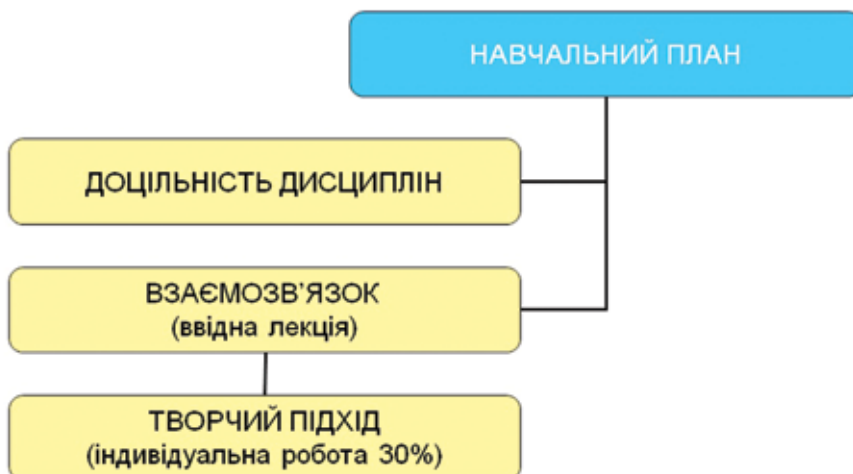 НАВЧАЛЬНИЙ ПЛАН
ДОЦІЛЬНІСТЬ ДИСЦИПЛІН
ВЗАЄМОЗВ’ЯЗОК
(ввідна лекція)
ТВОРЧИЙ ПІДХІД
(індивідуальна робота 30%)